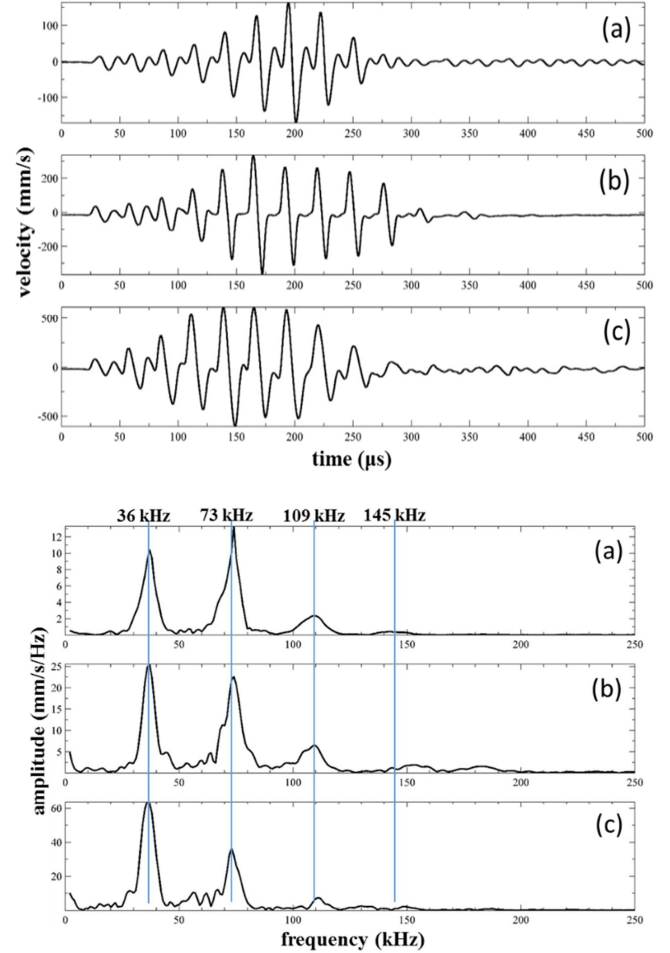 (a)
100
0
-100
0 50 100 150 200 250 300 350 400 450 500
velocity (mm/s)
(b)
200
0
-200
0 50 100 150 200 250 300 350 400 450 500
(c)
500
0
-500
0 50 100 150 200 250 300 350 400 450 500
time (μs)
36 kHz 73 kHz 109 kHz 145 kHz
(a)
12
10
8
6
4
2
50 100 150 200 250
amplitude (mm/s/Hz)
(b)
25
20
15
10
5
0 50 100 150 200 250
(c)
60
40
20
0 50 100 150 200 250
frequency (kHz)